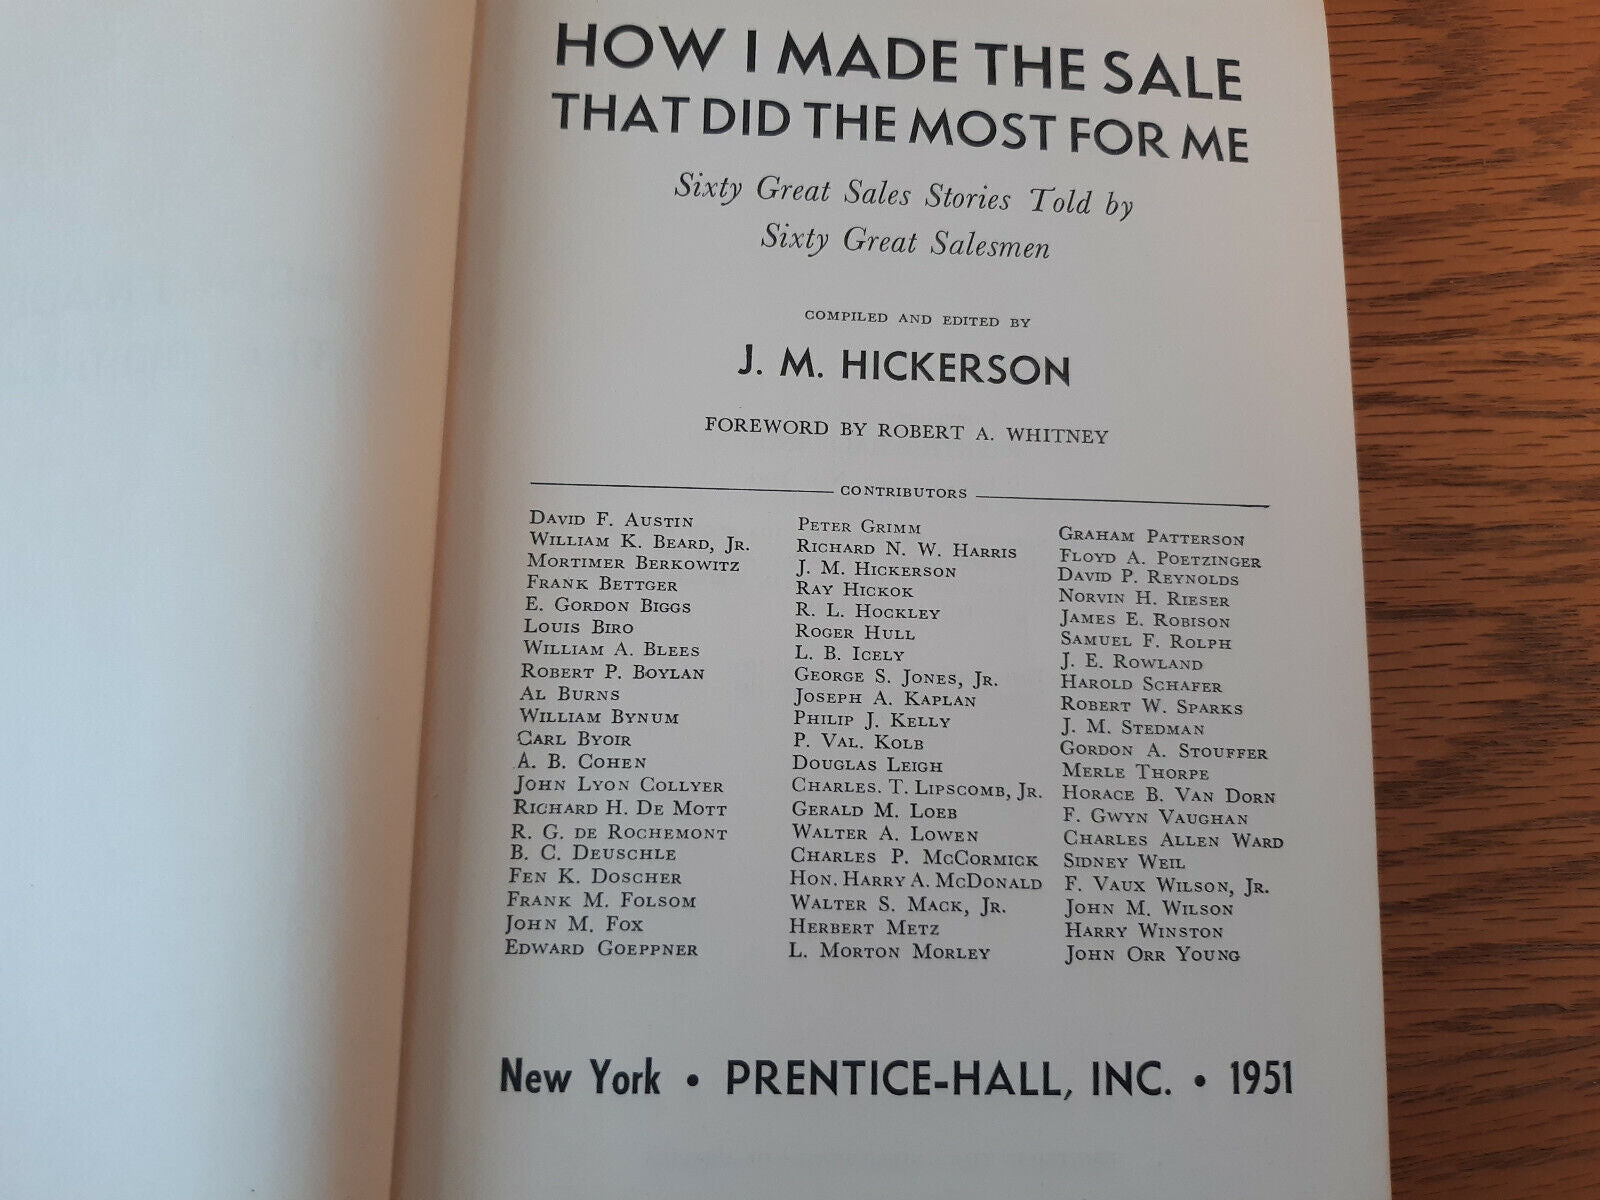 HOW I MADE THE SALE
THAT DID THE MOST FOR ME
Sixty Great Sales Stories Told by
Sixty Great Salesmen
COMPILED AND EDITED BY
J. M. HICKERSON
FOREWORD BY ROBERT A. WHITNEY
CONTRIBUTORS
DAVID F. AUSTIN
WILLIAM K. BEARD, JR.
MORTIMER BERKOWITZ
FRANK BETTGER
E. GORDON BIGGS
LOUIS BIRO
WILLIAM A. BLEES
ROBERT P. BOYLAN
AL BURNS
WILLIAM BYNUM
CARL BYOIR
A. B. COHEN
JOHN LYON COLLYER
RICHARD H. DE MOTT
R. G. DE ROCHEMONT
B. C. DEUSCHLE
FEN K. DOSCHER
FRANK M. FOLSOM
JOHN M. FOX
EDWARD GOEPPNER
PETER GRIMM
RICHARD N. W. HARRIS
J. M. HICKERSON
RAY HICKOK
R. L. HOCKLEY
ROGER HULL
L. B. ICELY
GEORGE S. JONES, JR.
JOSEPH A. KAPLAN
PHILIP J. KELLY
P. VAL. KOLB
DOUGLAS LEIGH
CHARLES. T. LIPSCOMB, JR.
GERALD M. LOEB
WALTER A. LOWEN
CHARLES P. MCCORMICK
HON. HARRY A. MCDONALD
WALTER S. MACK, JR.
HERBERT METZ
L. MORTON MORLEY
GRAHAM PATTERSON
FLOYD A. POETZINGER
DAVID P. REYNOLDS
NORVIN H. RIESER
JAMES E. ROBISON
SAMUEL F. ROLPH
J. E. ROWLAND
HAROLD SCHAFER
ROBERT W. SPARKS
J. M. STEDMAN
GORDON A. STOUFFER
MERLE THORPE
HORACE B. VAN DORN
F. GWYN VAUGHAN
CHARLES ALLEN WARD
SIDNEY WEIL
F. VAUX WILSON, JR.
JOHN M. WILSON
HARRY WINSTON
JOHN ORR YOUNG
New York • PRENTICE-HALL, INC. • 1951